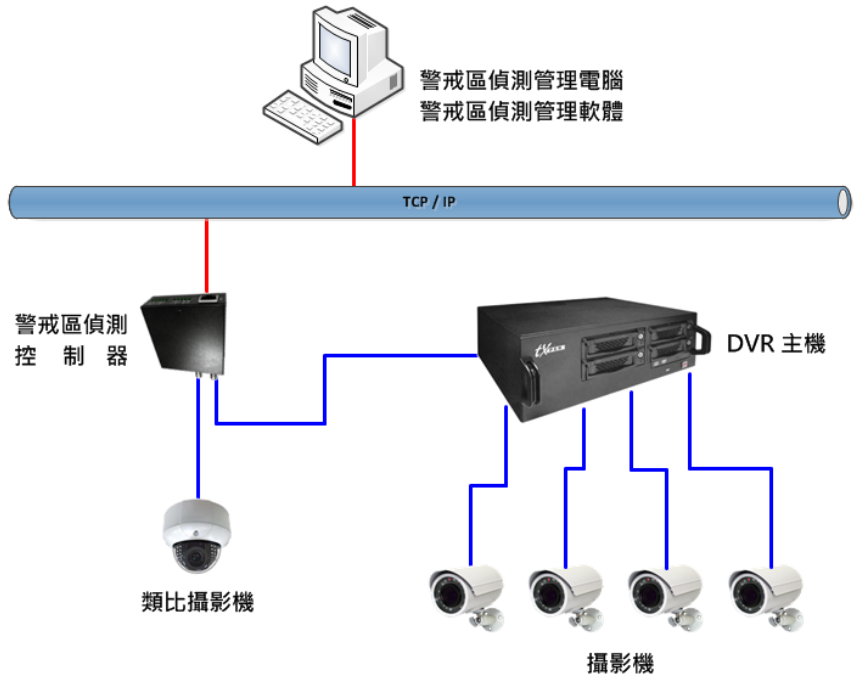 警戒區偵測管理電腦
警戒區偵測管理軟體
TCP / IP
警戒區偵測
控 制 器
DVR 主機
類比攝影機
攝影機